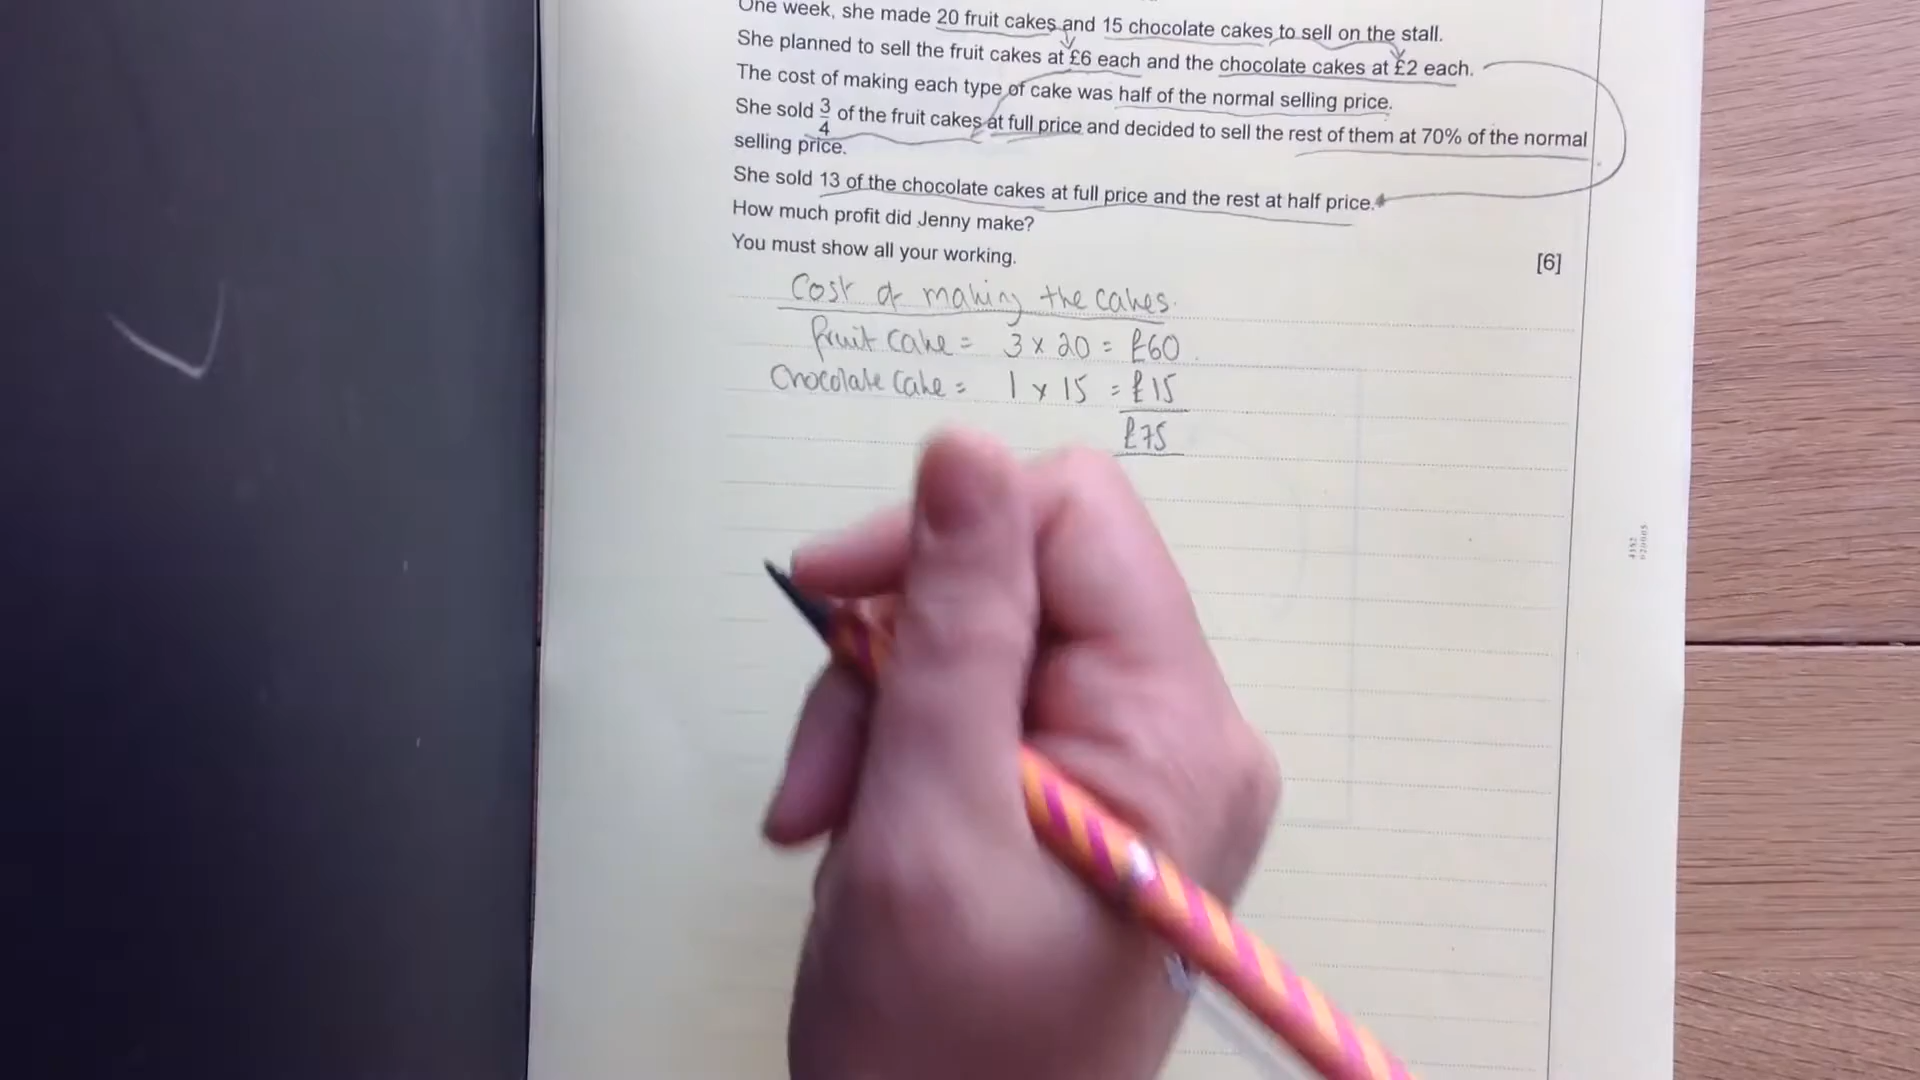 One week, she made 20 fruit cakes and 15 chocolate cakes to sell on the stall.
She planned to sell the fruit cakes at £6 each and the chocolate cakes at £2 each.
The cost of making each type of cake was half of the normal selling price.
She sold 3/4 of the fruit cakes at full price and decided to sell the rest of them at 70% of the normal
selling price.
She sold 13 of the chocolate cakes at full price and the rest at half price.
How much profit did Jenny make?
You must show all your working.
[6]
Cost of making the cakes.
fruit cake = 3 x 20 = £60.
Chocolate Cake = 1 x 15 = £15
£75